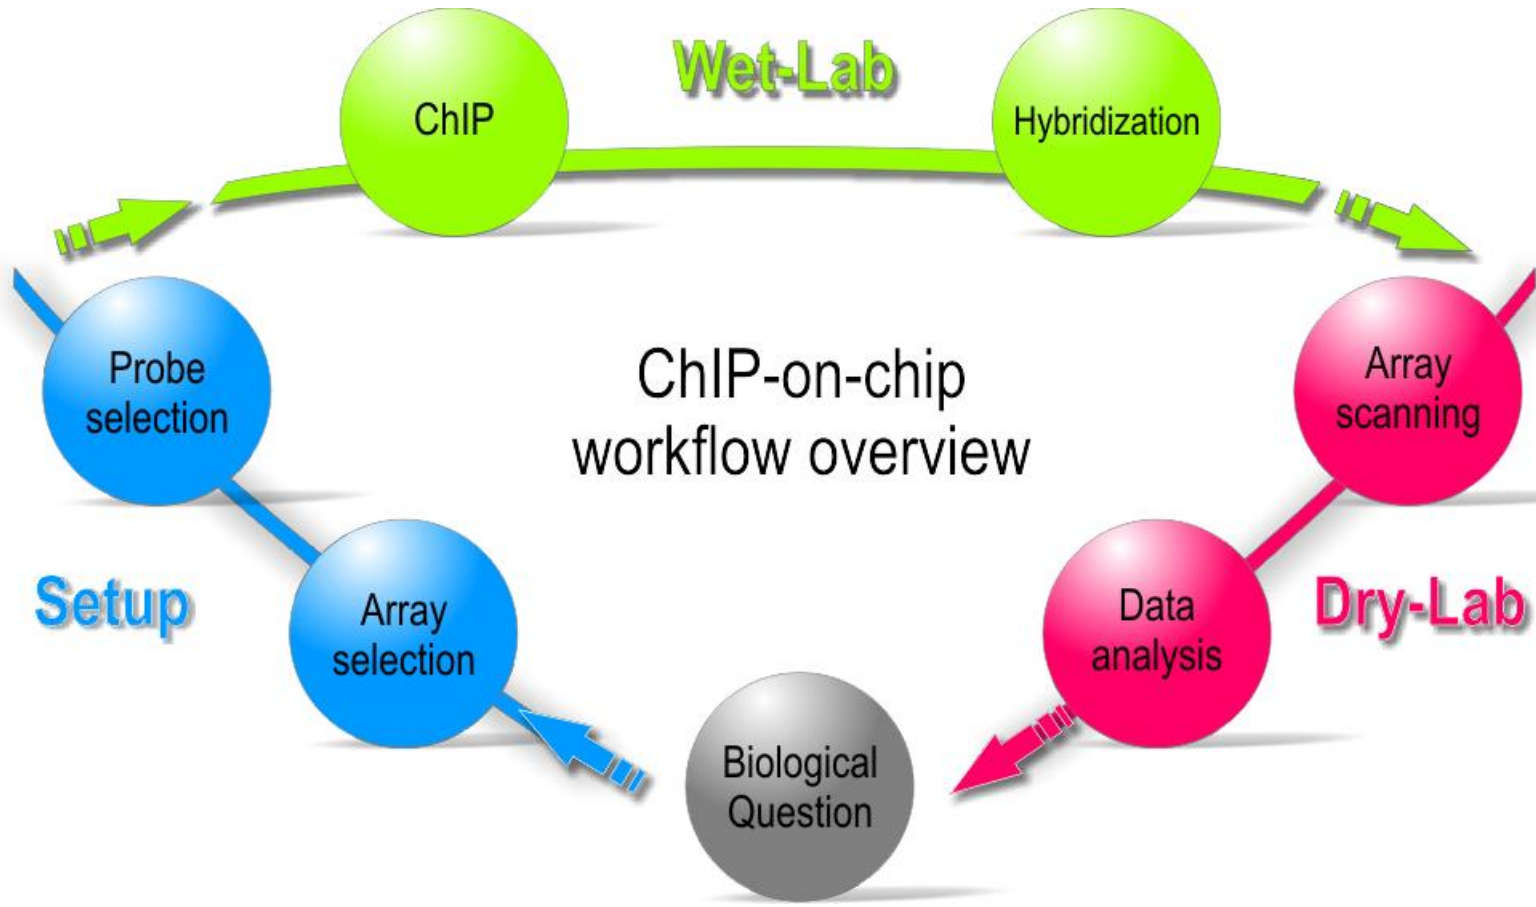 Wet-Lab
ChIP
Hybridization
Probe
selection
ChIP-on-chip
workflow overview
Array
scanning
Setup
Array
selection
Data
analysis
Dry-Lab
Biological
Question